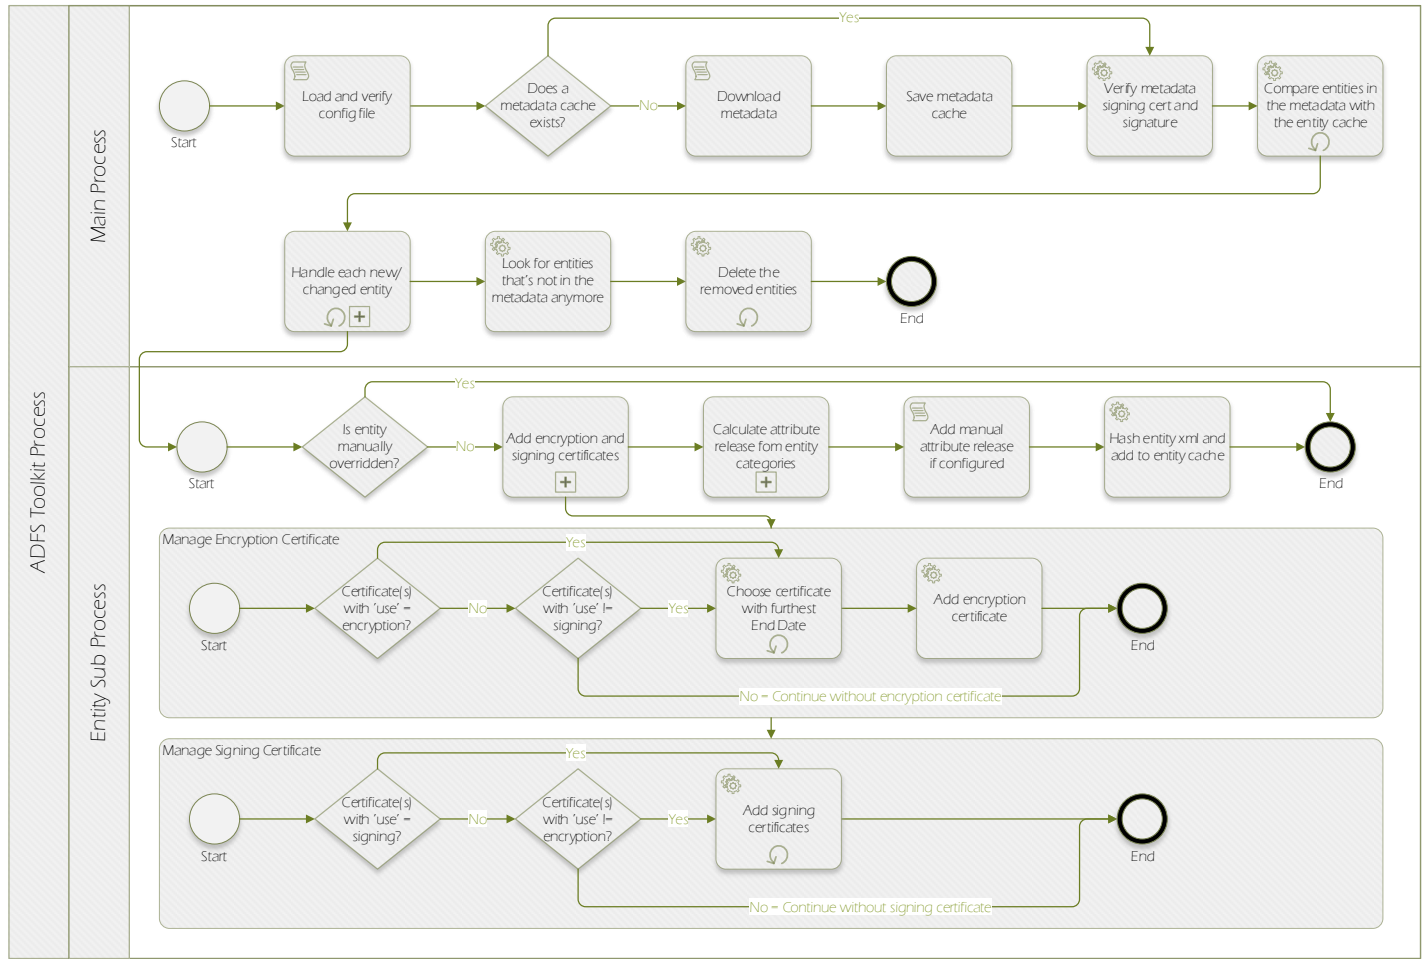 ADFS Toolkit Process
Main Process
Yes
Start
Load and verify
config file
Does a
metadata cache
exists?
No
Download
metadata
Save metadata
cache
Verify metadata
signing cert and
signature
Compare entities in
the metadata with
the entity cache
Handle each new/
changed entity
Look for entities
that's not in the
metadata anymore
Delete the
removed entities
End
Entity Sub Process
Yes
Start
Is entity
manually
overridden?
No
Add encryption and
signing certificates
Calculate attribute
release fom entity
categories
Add manual
attribute release
if configured
Hash entity xml and
add to entity cache
End
Manage Encryption Certificate
Yes
Start
Certificate(s)
with 'use' =
encryption?
No
Certificate(s)
with 'use' !=
signing?
Yes
Choose certificate
with furthest
End Date
Add encryption
certificate
End
No = Continue without encryption certificate
Manage Signing Certificate
Yes
Start
Certificate(s)
with 'use' =
signing?
No
Certificate(s)
with 'use' !=
encryption?
Yes
Add signing
certificates
End
No = Continue without signing certificate